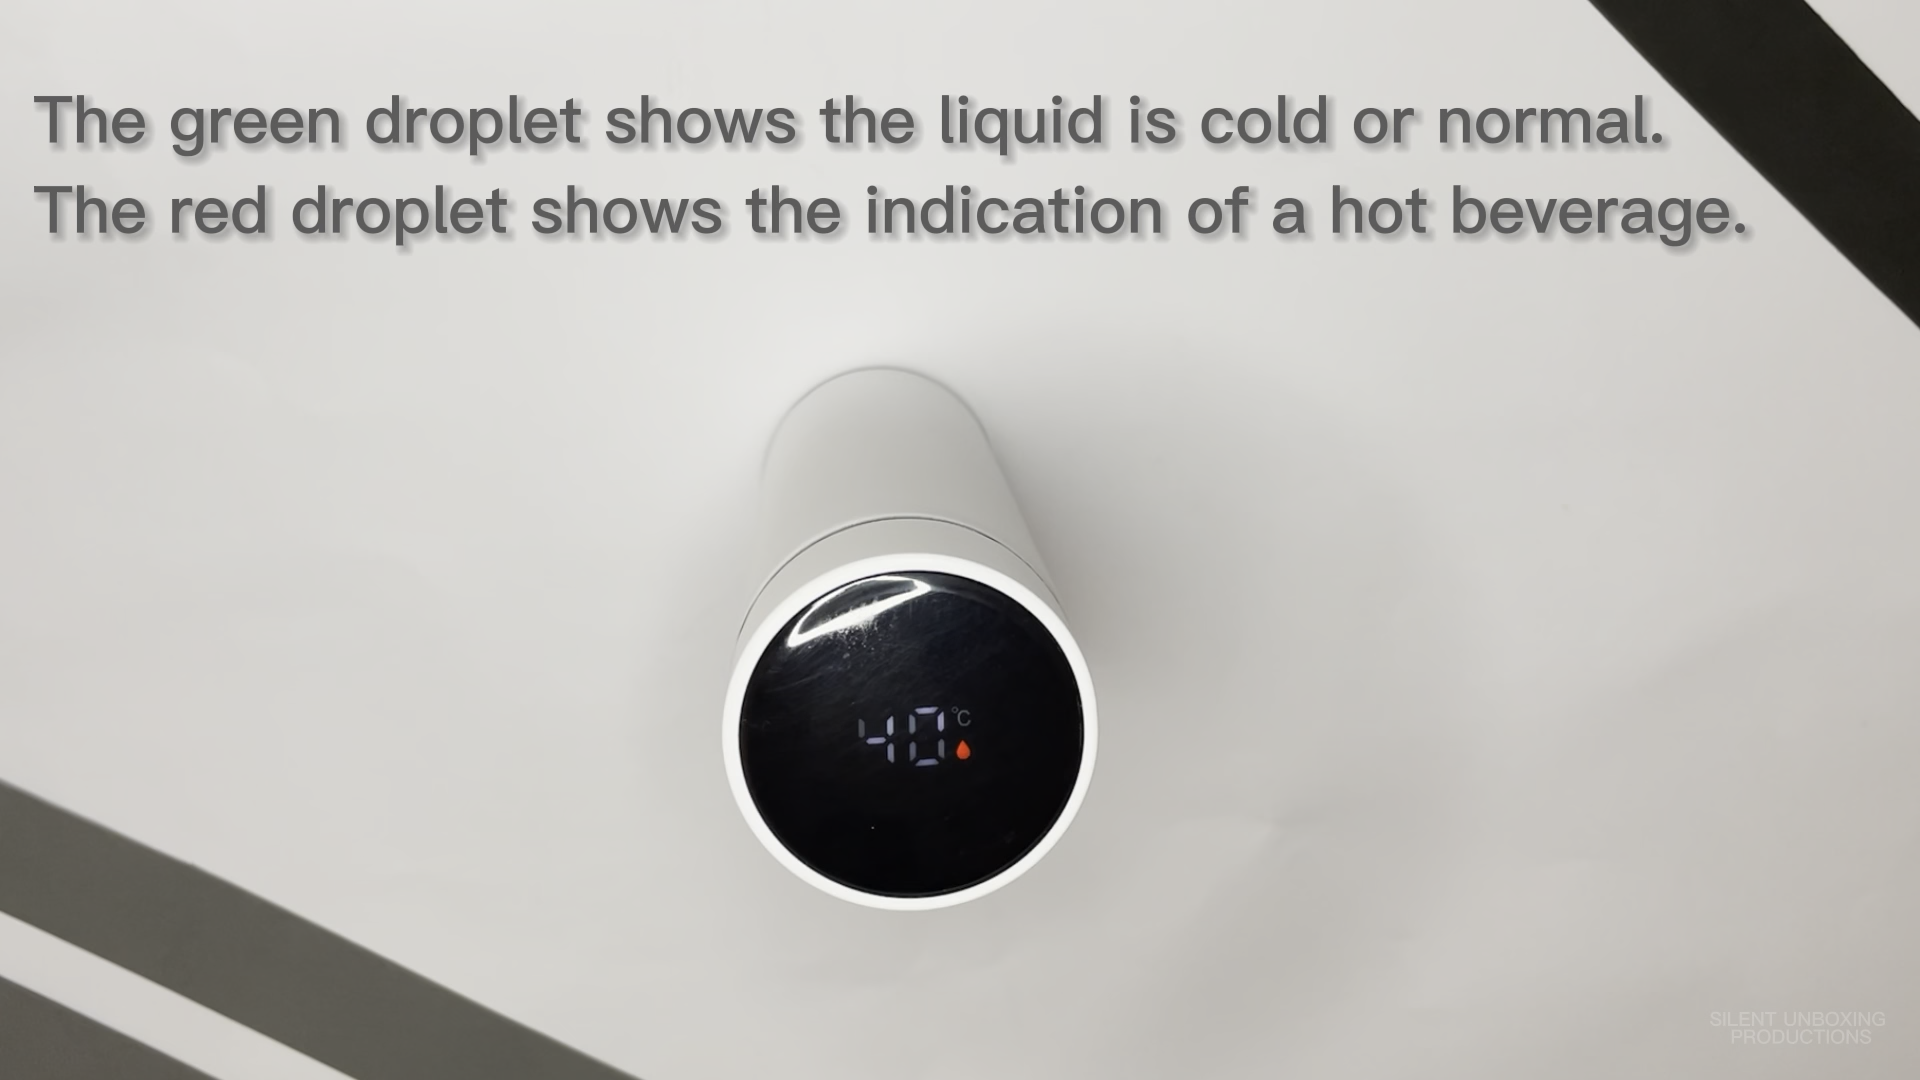 The green droplet shows the liquid is cold or normal.
The red droplet shows the indication of a hot beverage.
40 °C
SILENT UNBOXING
PRODUCTIONS